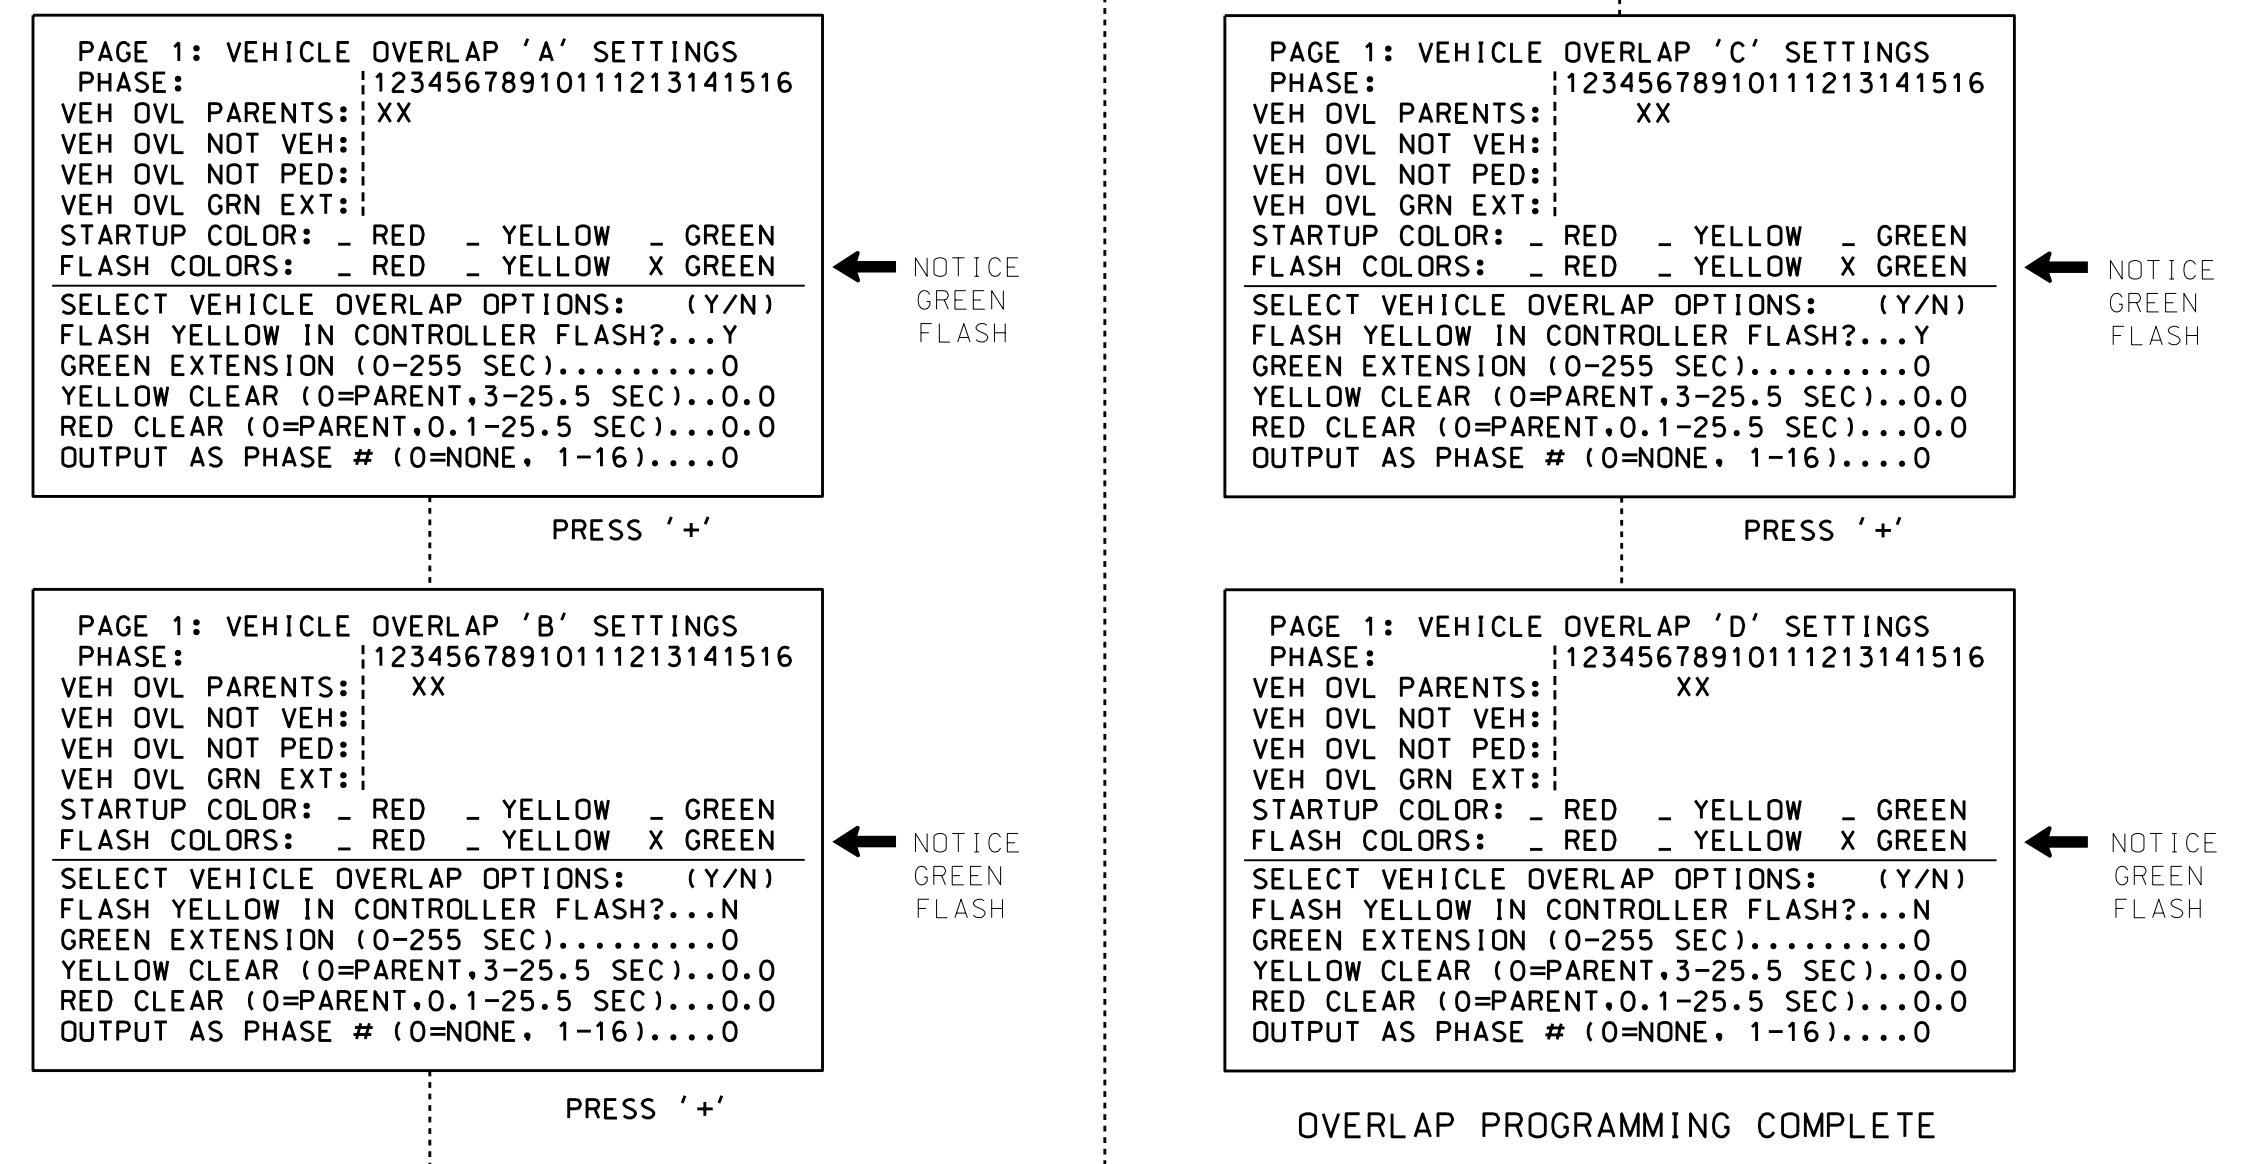 PAGE 1: VEHICLE OVERLAP 'A' SETTINGS
PHASE: 12345678910111213141516
VEH OVL PARENTS: XX
VEH OVL NOT VEH:
VEH OVL NOT PED:
VEH OVL GRN EXT:
STARTUP COLOR: _ RED _ YELLOW _ GREEN
FLASH COLORS: _ RED _ YELLOW X GREEN
SELECT VEHICLE OVERLAP OPTIONS: (Y/N)
FLASH YELLOW IN CONTROLLER FLASH?...Y
GREEN EXTENSION (0-255 SEC).........0
YELLOW CLEAR (0=PARENT,3-25.5 SEC)..0.0
RED CLEAR (0=PARENT,0.1-25.5 SEC)...0.0
OUTPUT AS PHASE # (0=NONE, 1-16)....0
NOTICE
GREEN
FLASH
PRESS '+'
PAGE 1: VEHICLE OVERLAP 'B' SETTINGS
PHASE: 12345678910111213141516
VEH OVL PARENTS: XX
VEH OVL NOT VEH:
VEH OVL NOT PED:
VEH OVL GRN EXT:
STARTUP COLOR: _ RED _ YELLOW _ GREEN
FLASH COLORS: _ RED _ YELLOW X GREEN
SELECT VEHICLE OVERLAP OPTIONS: (Y/N)
FLASH YELLOW IN CONTROLLER FLASH?...N
GREEN EXTENSION (0-255 SEC).........0
YELLOW CLEAR (0=PARENT,3-25.5 SEC)..0.0
RED CLEAR (0=PARENT,0.1-25.5 SEC)...0.0
OUTPUT AS PHASE # (0=NONE, 1-16)....0
NOTICE
GREEN
FLASH
PRESS '+'
PAGE 1: VEHICLE OVERLAP 'C' SETTINGS
PHASE: 12345678910111213141516
VEH OVL PARENTS: XX
VEH OVL NOT VEH:
VEH OVL NOT PED:
VEH OVL GRN EXT:
STARTUP COLOR: _ RED _ YELLOW _ GREEN
FLASH COLORS: _ RED _ YELLOW X GREEN
SELECT VEHICLE OVERLAP OPTIONS: (Y/N)
FLASH YELLOW IN CONTROLLER FLASH?...Y
GREEN EXTENSION (0-255 SEC).........0
YELLOW CLEAR (0=PARENT,3-25.5 SEC)..0.0
RED CLEAR (0=PARENT,0.1-25.5 SEC)...0.0
OUTPUT AS PHASE # (0=NONE, 1-16)....0
NOTICE
GREEN
FLASH
PRESS '+'
PAGE 1: VEHICLE OVERLAP 'D' SETTINGS
PHASE: 12345678910111213141516
VEH OVL PARENTS: XX
VEH OVL NOT VEH:
VEH OVL NOT PED:
VEH OVL GRN EXT:
STARTUP COLOR: _ RED _ YELLOW _ GREEN
FLASH COLORS: _ RED _ YELLOW X GREEN
SELECT VEHICLE OVERLAP OPTIONS: (Y/N)
FLASH YELLOW IN CONTROLLER FLASH?...N
GREEN EXTENSION (0-255 SEC).........0
YELLOW CLEAR (0=PARENT,3-25.5 SEC)..0.0
RED CLEAR (0=PARENT,0.1-25.5 SEC)...0.0
OUTPUT AS PHASE # (0=NONE, 1-16)....0
NOTICE
GREEN
FLASH
OVERLAP PROGRAMMING COMPLETE